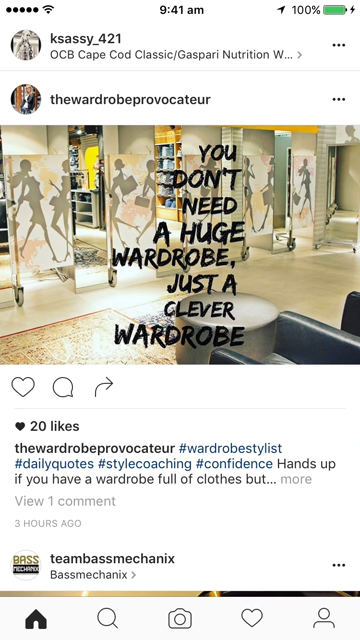 9:41 am
100%
ksassy_421
OCB Cape Cod Classic/Gaspari Nutrition W... >
thewardrobeprovocateur
YOU
DON'T
NEED
A HUGE
WARDROBE,
JUST A
CLEVER
WARDROBE
20 likes
thewardrobeprovocateur #wardrobestylist
#dailyquotes #stylecoaching #confidence Hands up
if you have a wardrobe full of clothes but... more
View 1 comment
3 HOURS AGO
BASS
MECHANIX
teambassmechanix
Bassmechanix >